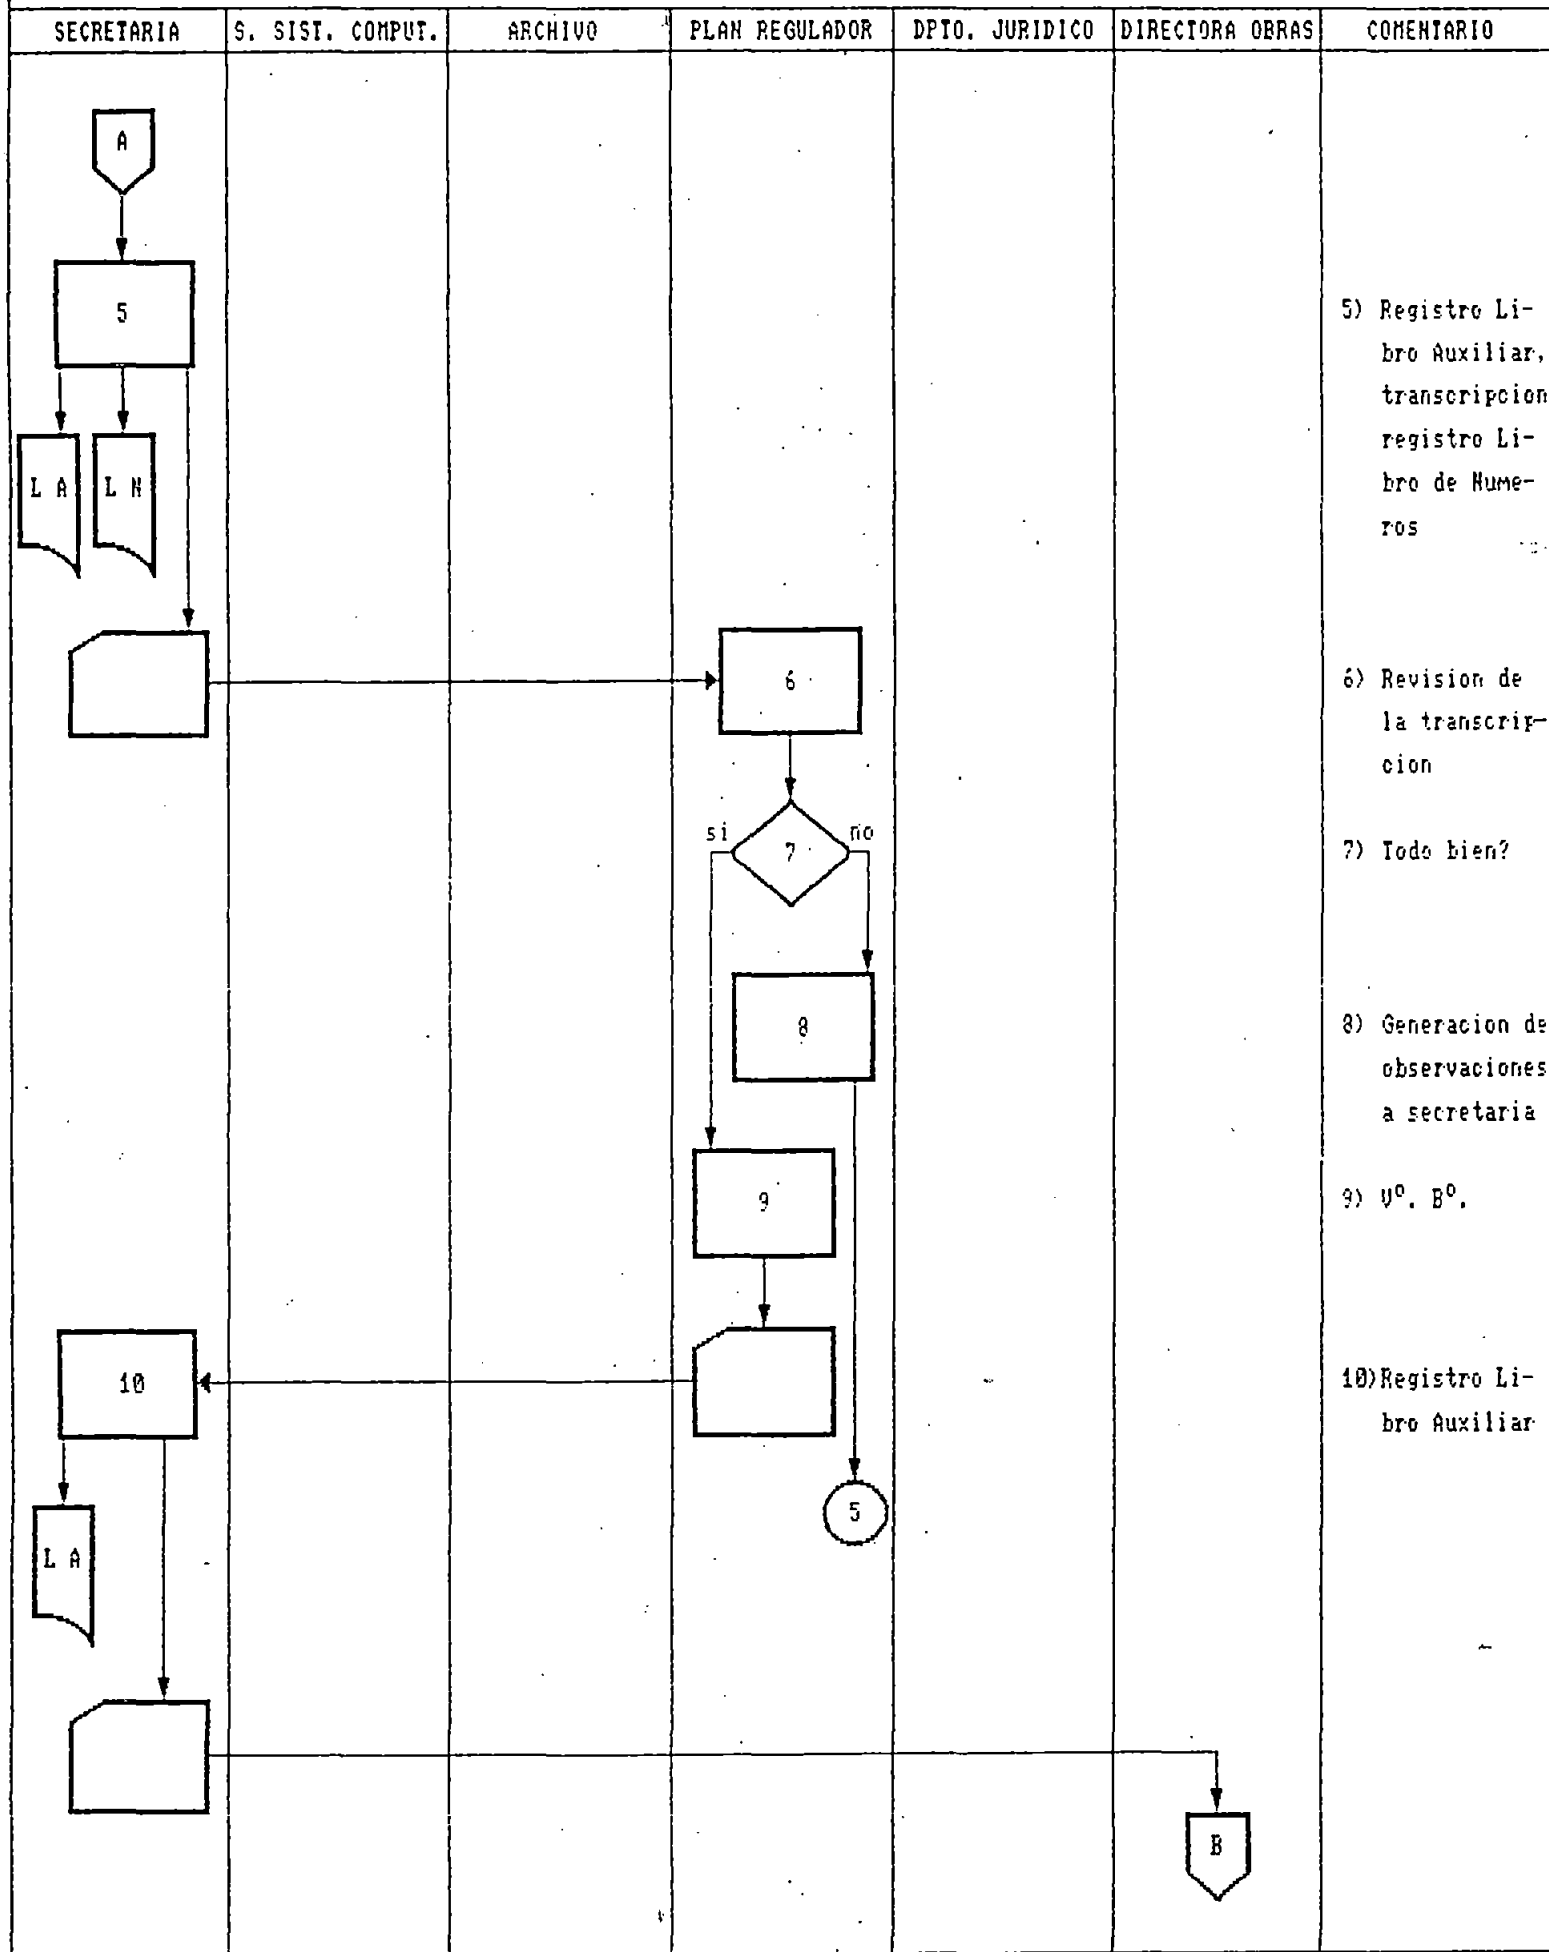 SECRETARIA S. SIST. COMPUT. ARCHIVO PLAN REGULADOR DPTO. JURIDICO DIRECTORA OBRAS COMENTARIO
A
5
5) Registro Li-
bro Auxiliar,
transcripcion
registro Li-
bro de Nume-
ros
L A
L N
6
6) Revision de
la transcrip-
cion
si
7
no
7) Todo bien?
8
8) Generacion de
observaciones
a secretaria
9
9) Vº. Bº.
10
10)Registro Li-
bro Auxiliar
5
L A
B